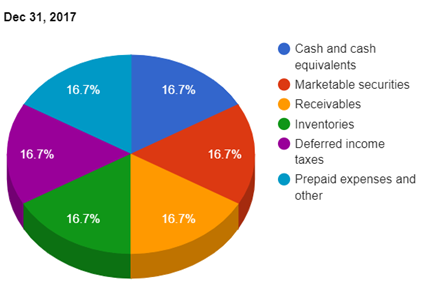 Dec 31, 2017
16.7%
16.7%
16.7%
16.7%
16.7%
16.7%
Cash and cash
equivalents
Marketable securities
Receivables
Inventories
Deferred income
taxes
Prepaid expenses and
other